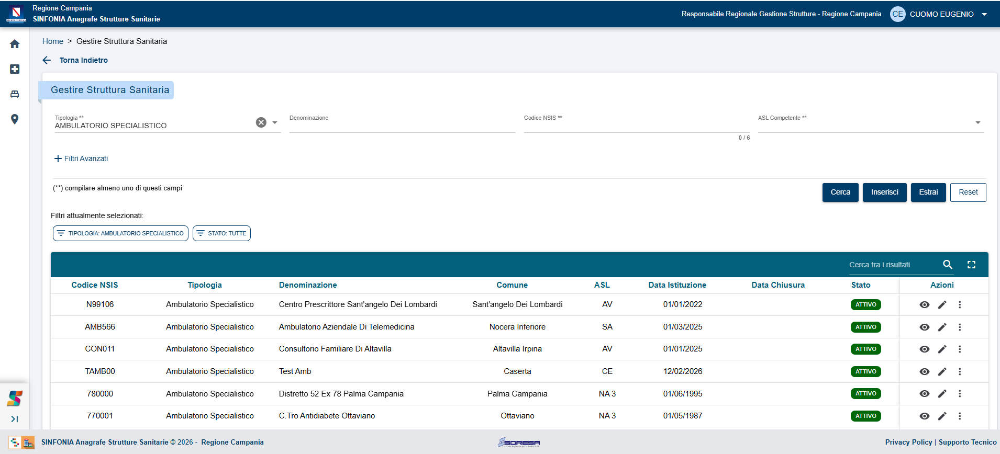 Regione Campania
SINFONIA Anagrafe Strutture Sanitarie
Responsabile Regionale Gestione Strutture - Regione Campania
CE
CUOMO EUGENIO
Home > Gestire Struttura Sanitaria
Torna Indietro
Gestire Struttura Sanitaria
Tipologia **
AMBULATORIO SPECIALISTICO
Denominazione
Codice NSIS **
0 / 6
ASL Competente **
Filtri Avanzati
(**) compilare almeno uno di questi campi
Cerca
Inserisci
Estrai
Reset
Filtri attualmente selezionati:
TIPOLOGIA: AMBULATORIO SPECIALISTICO
STATO: TUTTE
Cerca tra i risultati
Codice NSIS Tipologia Denominazione Comune ASL Data Istituzione Data Chiusura Stato Azioni
N99106 Ambulatorio Specialistico Centro Prescrittore Sant'angelo Dei Lombardi Sant'angelo Dei Lombardi AV 01/01/2022 ATTIVO
AMB566 Ambulatorio Specialistico Ambulatorio Aziendale Di Telemedicina Nocera Inferiore SA 01/03/2025 ATTIVO
CON011 Ambulatorio Specialistico Consultorio Familiare Di Altavilla Altavilla Irpina AV 01/01/2025 ATTIVO
TAMB00 Ambulatorio Specialistico Test Amb Caserta CE 12/02/2026 ATTIVO
780000 Ambulatorio Specialistico Distretto 52 Ex 78 Palma Campania Palma Campania NA 3 01/06/1995 ATTIVO
770001 Ambulatorio Specialistico C.Tro Antidiabete Ottaviano Ottaviano NA 3 01/05/1987 ATTIVO
SINFONIA Anagrafe Strutture Sanitarie © 2026 - Regione Campania
SORESA
Privacy Policy | Supporto Tecnico